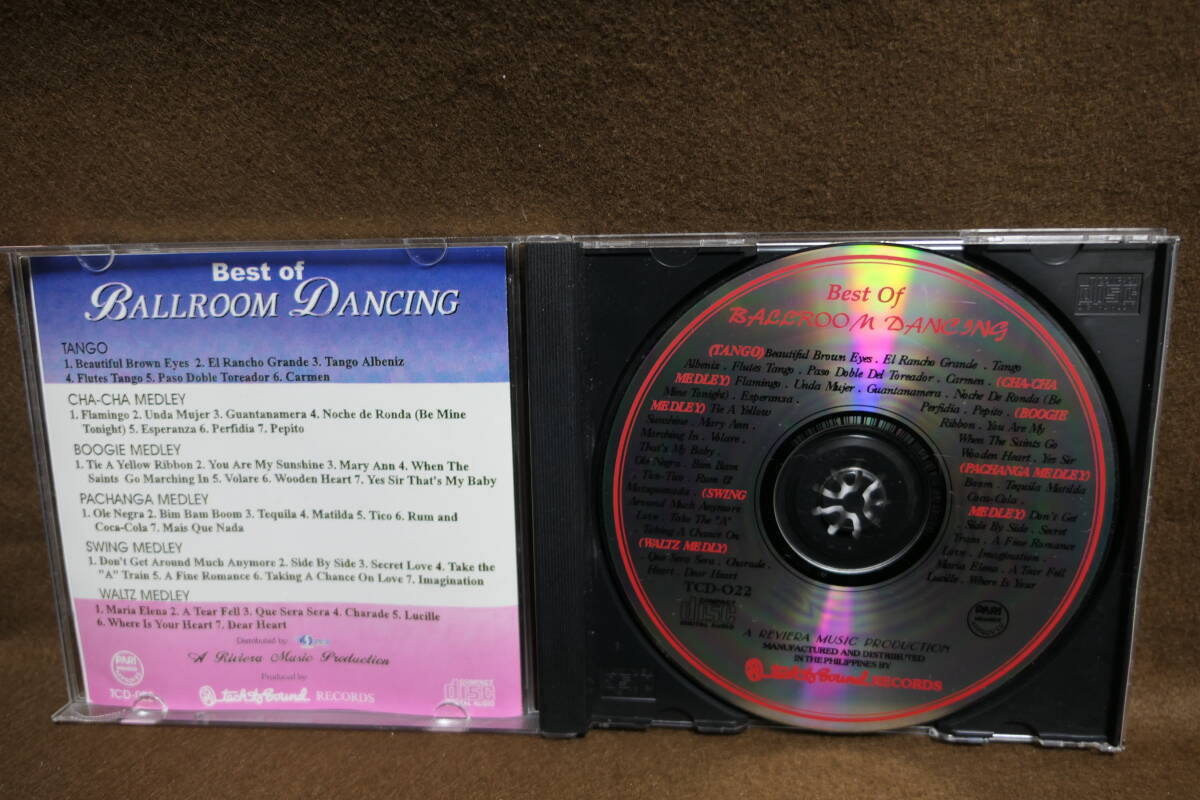 Best of
BALLROOM DANCING
TANGO
1. Beautiful Brown Eyes 2. El Rancho Grande 3. Tango Albeniz
4. Flutes Tango 5. Paso Doble Toreador 6. Carmen
CHA-CHA MEDLEY
1. Flamingo 2. Unda Mujer 3. Guantanamera 4. Noche de Ronda (Be Mine
Tonight) 5. Esperanza 6. Perfidia 7. Pepito
BOOGIE MEDLEY
1. Tie A Yellow Ribbon 2. You Are My Sunshine 3. Mary Ann 4. When The
Saints Go Marching In 5. Volare 6. Wooden Heart 7. Yes Sir That's My Baby
PACHANGA MEDLEY
1. Ole Negra 2. Bim Bam Boom 3. Tequila 4. Matilda 5. Tico 6. Rum and
Coca-Cola 7. Mais Que Nada
SWING MEDLEY
1. Don't Get Around Much Anymore 2. Side By Side 3. Secret Love 4. Take the
"A" Train 5. A Fine Romance 6. Taking A Chance On Love 7. Imagination
WALTZ MEDLEY
1. Maria Elena 2. A Tear Fell 3. Que Sera Sera 4. Charade 5. Lucille
6. Where Is Your Heart 7. Dear Heart
Distributed by
A Riviera Music Production
Produced by
RECORDS
PARI
MEMBER
COMPACT
disc
DIGITAL AUDIO
Best Of
BALLROOM DANCING
(TANGO) Beautiful Brown Eyes . El Rancho Grande . Tango
Albeniz . Flutes Tango . Paso Doble Del Toreador . Carmen . (CHA-CHA
MEDLEY) Flamingo . Unda Mujer . Guantanamera . Noche De Ronda (Be
Mine Tonight) . Esperansa . Perfidia . Pepito . (BOOGIE
MEDLEY) Tie A Yellow Ribbon . You Are My
Sunshine . Mary Ann . When The Saints Go
Marching In . Volare . Wooden Heart . Yes Sir
That's My Baby . (PACHANGA MEDLEY)
Ole Negra . Bim Bam Boom . Tequila Matilda
. Tico-Tico . Rum & Coca-Cola .
(SWING MEDLEY) Don't Get
Around Much Anymore . Side By Side . Secret
Love . Take The "A" Train . A Fine Romance
Taking A Chance On Love . Imagination
(WALTZ MEDLY) Maria Elena . A Tear Fell
Que Sera Sera . Charade . Lucille . Where Is Your
Heart . Dear Heart
TCD-022
COMPACT
disc
DIGITAL AUDIO
PARI
MEMBER
A REVIERA MUSIC PRODUCTION
MANUFACTURED AND DISTRIBUTED
IN THE PHILIPPINES BY
RECORDS